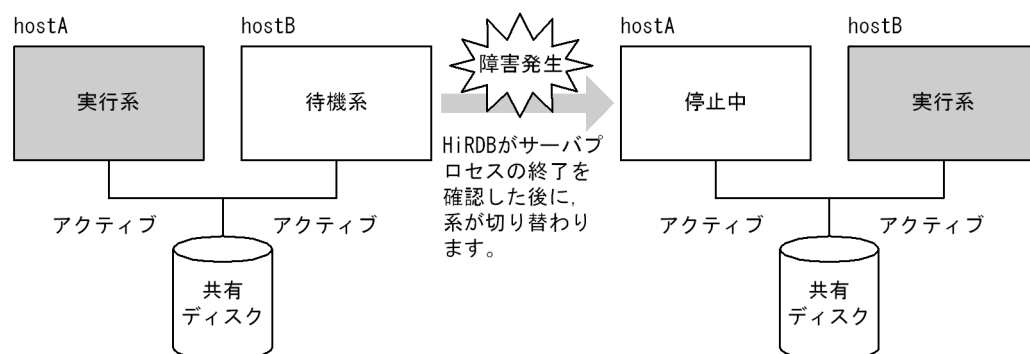 hostA
hostB
実行系
待機系
アクティブ
アクティブ
共有
ディスク
障害発生
HiRDBがサーバプ
ロセスの終了を
確認した後に,
系が切り替わり
ます。
hostA
hostB
停止中
実行系
アクティブ
アクティブ
共有
ディスク